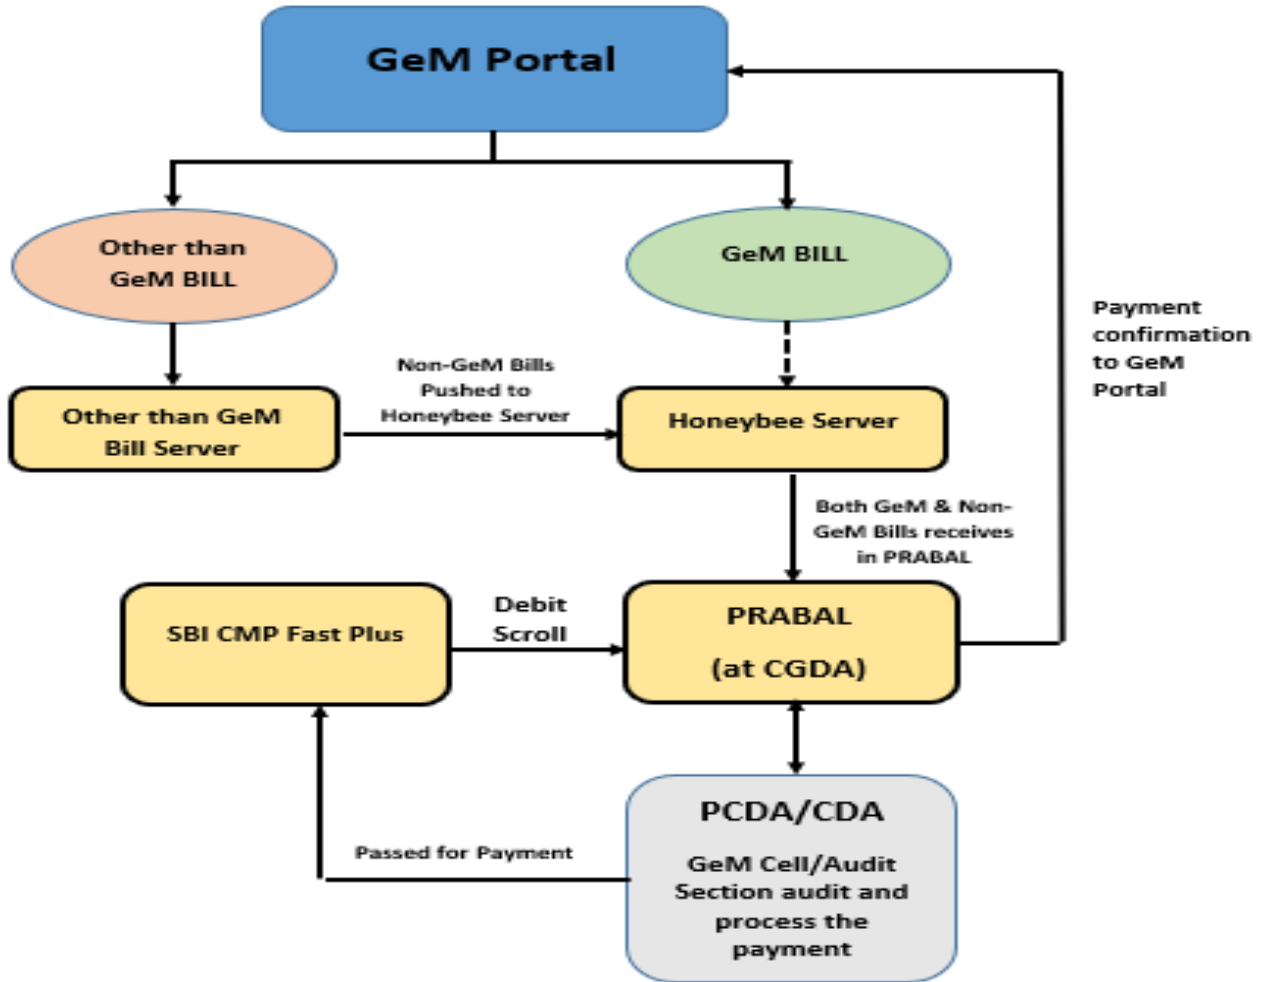 GeM Portal
Other than
GeM BILL
GeM BILL
Payment
confirmation
to GeM
Portal
Non-GeM Bills
Pushed to
Honeybee Server
Other than GeM
Bill Server
Honeybee Server
Both GeM & Non-
GeM Bills receives
in PRABAL
SBI CMP Fast Plus
Debit
Scroll
PRABAL
(at CGDA)
Passed for Payment
PCDA/CDA
GeM Cell/Audit
Section audit and
process the
payment